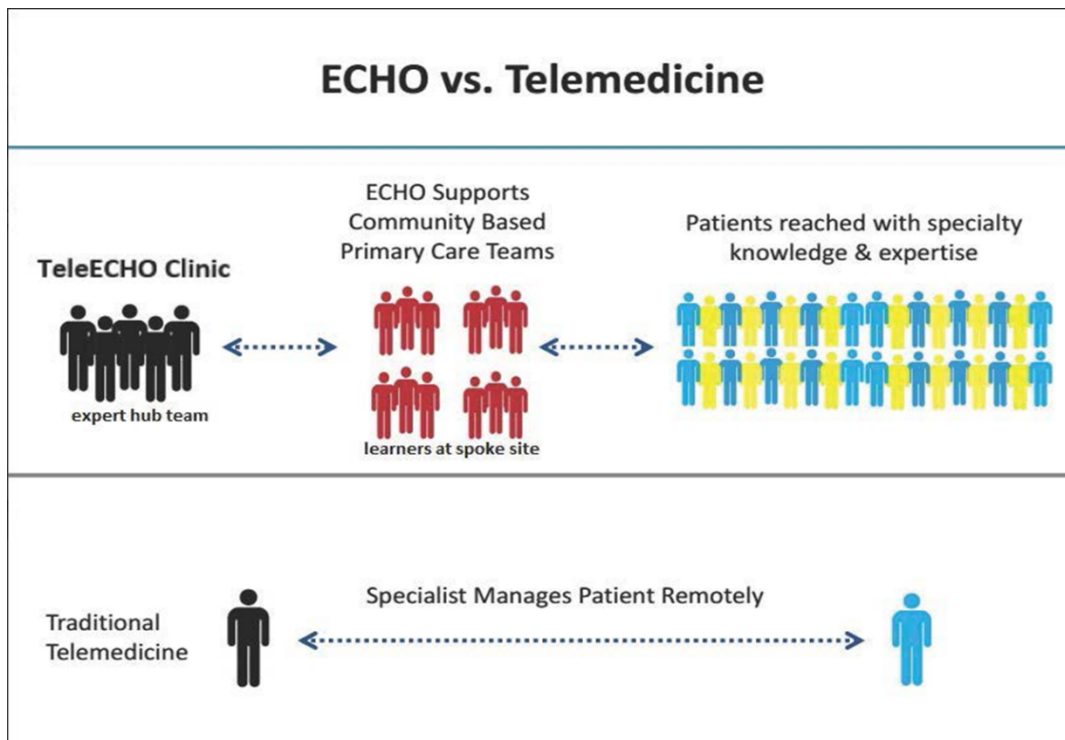 ECHO vs. Telemedicine
TeleECHO Clinic
expert hub team
ECHO Supports
Community Based
Primary Care Teams
learners at spoke site
Patients reached with specialty
knowledge & expertise
Traditional
Telemedicine
Specialist Manages Patient Remotely